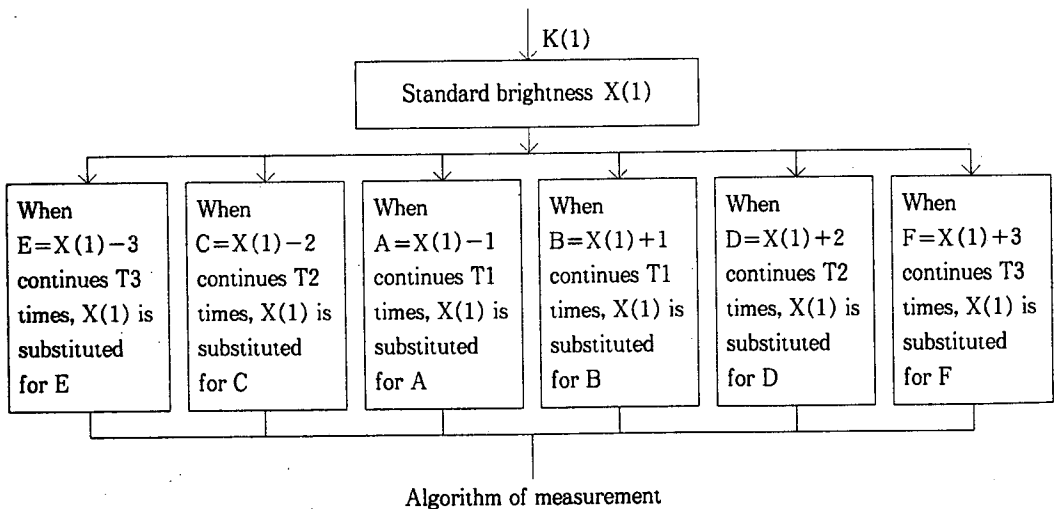 K(1)
Standard brightness X(1)
When
E=X(1)−3
continues T3
times, X(1) is
substituted
for E
When
C=X(1)−2
continues T2
times, X(1) is
substituted
for C
When
A=X(1)−1
continues T1
times, X(1) is
substituted
for A
When
B=X(1)+1
continues T1
times, X(1) is
substituted
for B
When
D=X(1)+2
continues T2
times, X(1) is
substituted
for D
When
F=X(1)+3
continues T3
times, X(1) is
substituted
for F
Algorithm of measurement